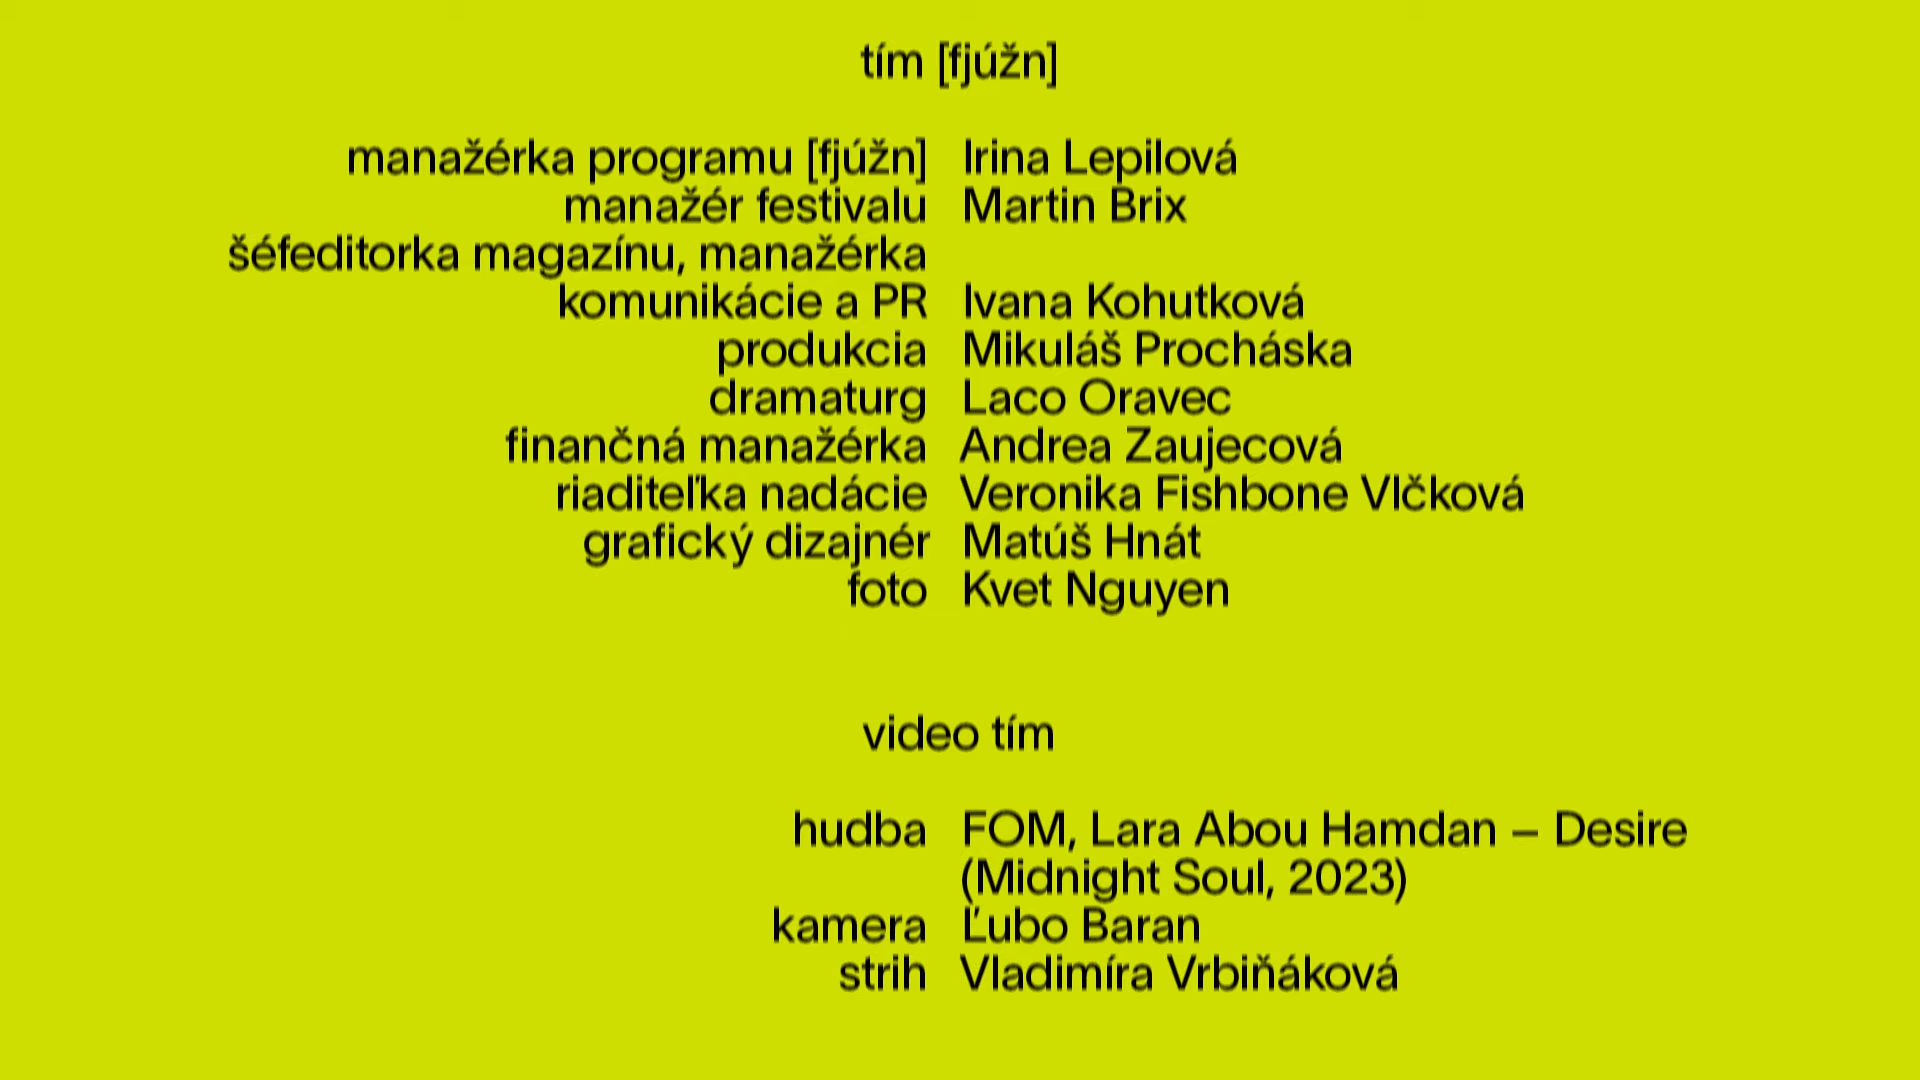 tím [fjúžn]
manažérka programu [fjúžn] Irina Lepilová
manažér festivalu Martin Brix
šéfeditorka magazínu, manažérka
komunikácie a PR Ivana Kohutková
produkcia Mikuláš Procháska
dramaturg Laco Oravec
finančná manažérka Andrea Zaujecová
riaditeľka nadácie Veronika Fishbone Vlčková
grafický dizajnér Matúš Hnát
foto Kvet Nguyen
video tím
hudba FOM, Lara Abou Hamdan – Desire
(Midnight Soul, 2023)
kamera Ľubo Baran
strih Vladimíra Vrbiňáková